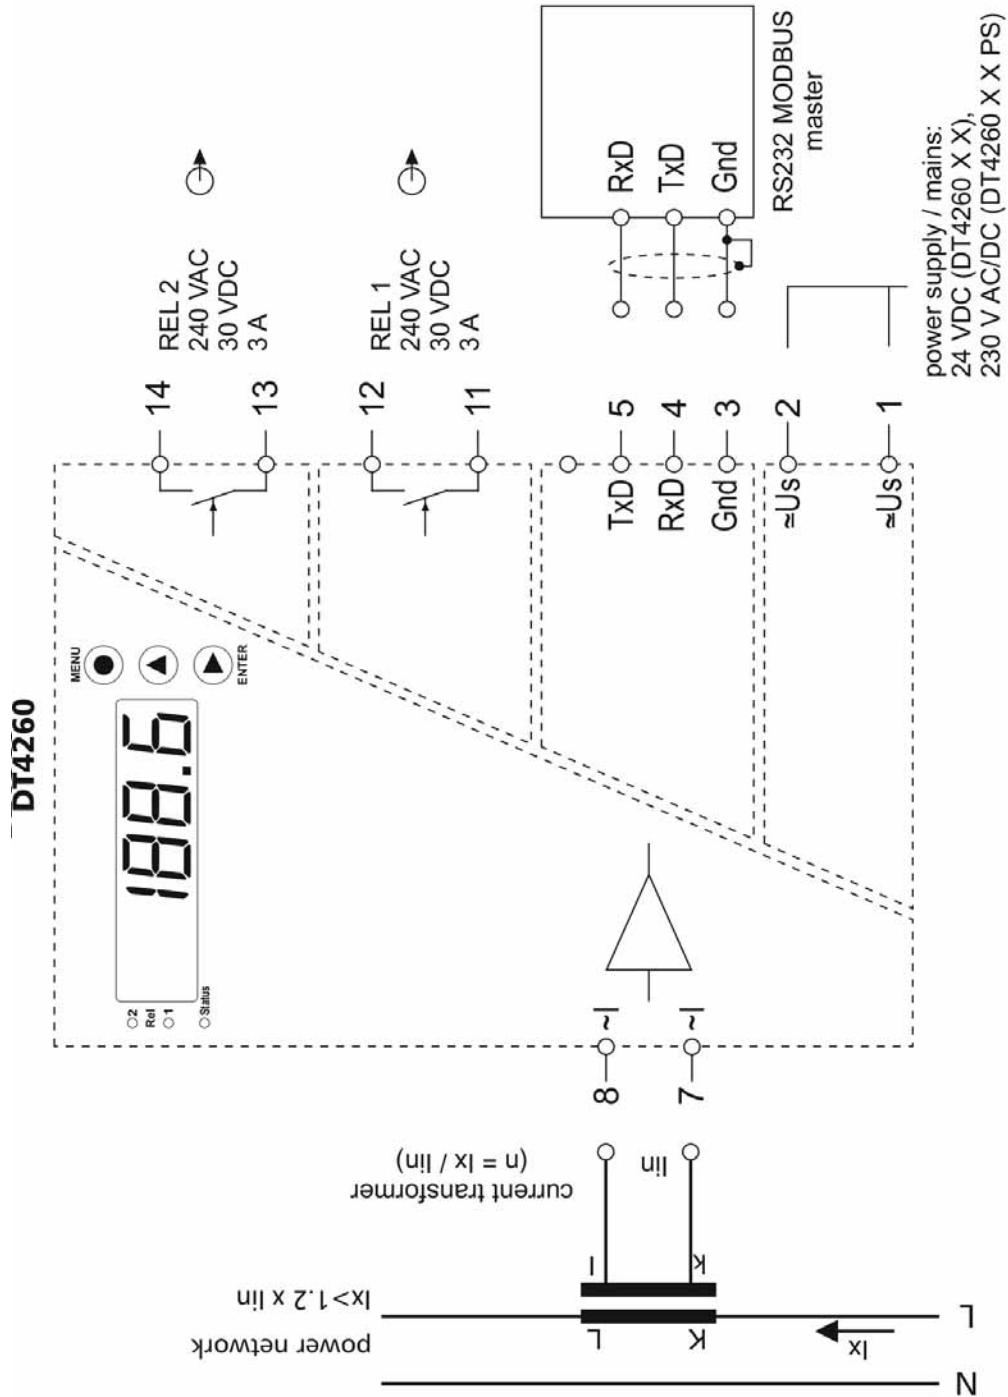 DT4260
188.6
MENU
ENTER
2
Rel
1
Status
14
13
REL 2
240 VAC
30 VDC
3 A
12
11
REL 1
240 VAC
30 VDC
3 A
TxD
5
RxD
4
Gnd
3
RxD
TxD
Gnd
RS232 MODBUS
master
≃Us
2
≃Us
1
power supply / mains:
24 VDC (DT4260 X X),
230 V AC/DC (DT4260 X X PS)
8
7
current transformer
(n = Ix / Iin)
Iin
l
k
L
K
power network
Ix>1.2 x Iin
Ix
L
N